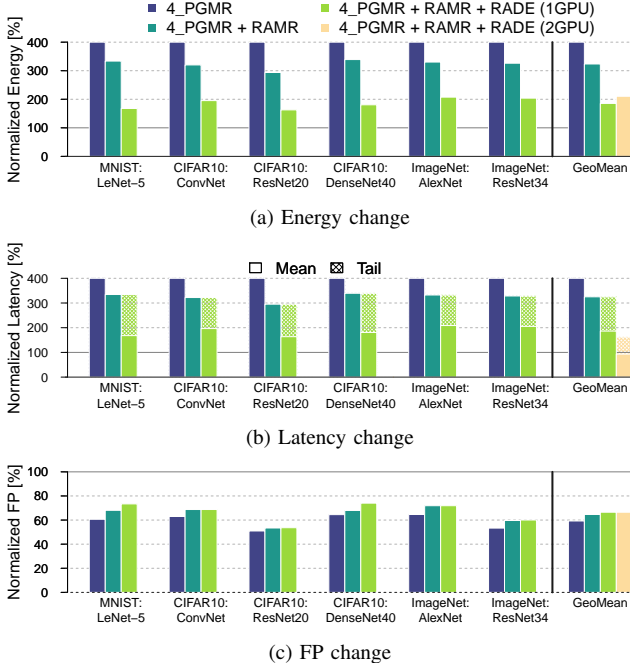 4_PGMR
4_PGMR + RAMR
4_PGMR + RAMR + RADE (1GPU)
4_PGMR + RAMR + RADE (2GPU)
Normalized Energy [%]
400
300
200
100
0
MNIST: CIFAR10: CIFAR10: CIFAR10: ImageNet: ImageNet: GeoMean
LeNet–5 ConvNet ResNet20 DenseNet40 AlexNet ResNet34
(a) Energy change
Mean Tail
Normalized Latency [%]
400
300
200
100
0
MNIST: CIFAR10: CIFAR10: CIFAR10: ImageNet: ImageNet: GeoMean
LeNet–5 ConvNet ResNet20 DenseNet40 AlexNet ResNet34
(b) Latency change
Normalized FP [%]
100
80
60
40
20
0
MNIST: CIFAR10: CIFAR10: CIFAR10: ImageNet: ImageNet: GeoMean
LeNet–5 ConvNet ResNet20 DenseNet40 AlexNet ResNet34
(c) FP change